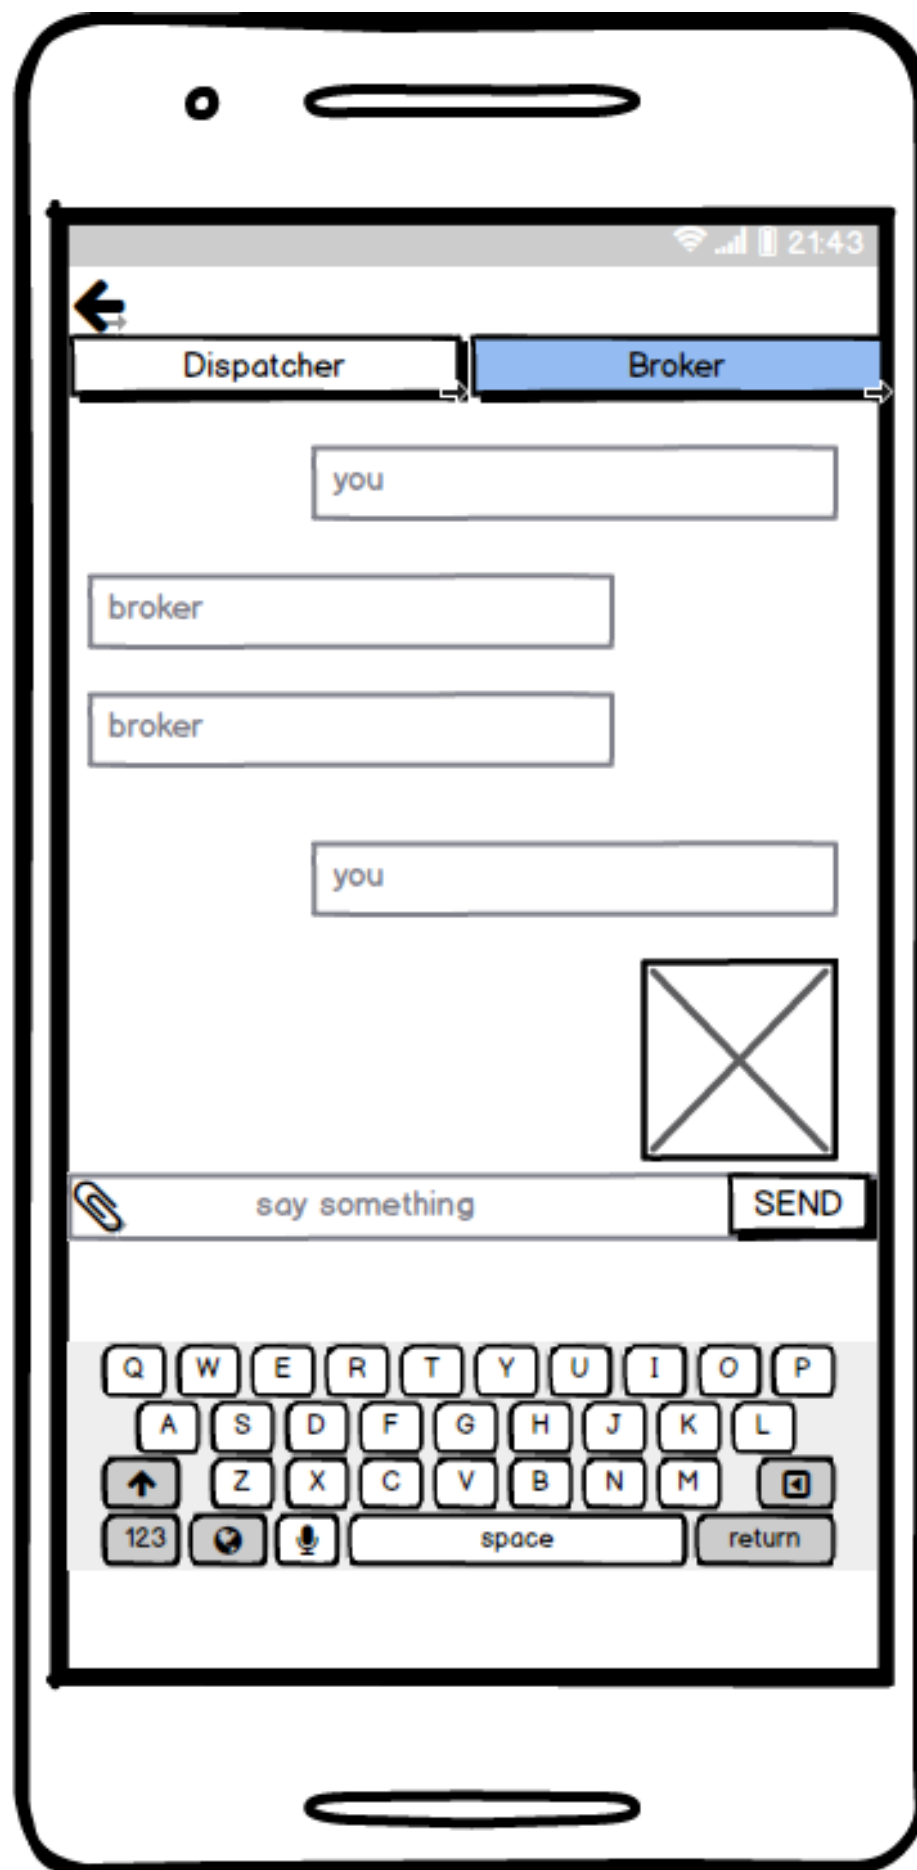 21:43
Dispatcher Broker
you
broker
broker
you
say something SEND
Q W E R T Y U I O P
A S D F G H J K L
Z X C V B N M
123 space return